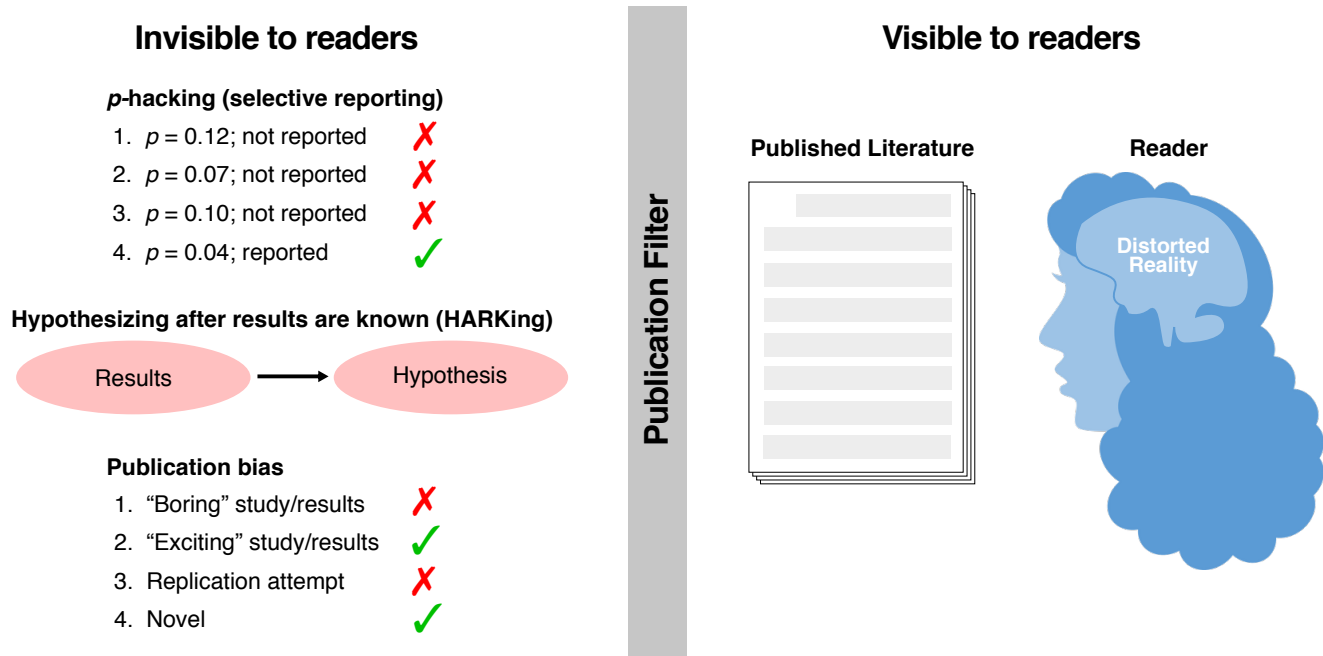 Invisible to readers
p-hacking (selective reporting)
1. p = 0.12; not reported
2. p = 0.07; not reported
3. p = 0.10; not reported
4. p = 0.04; reported
Hypothesizing after results are known (HARKing)
Results
Hypothesis
Publication bias
1. “Boring” study/results
2. “Exciting” study/results
3. Replication attempt
4. Novel
Publication Filter
Visible to readers
Published Literature
Reader
Distorted
Reality